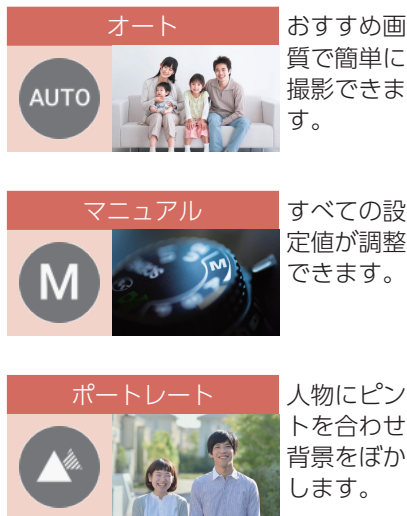 オート
AUTO
おすすめ画
質で簡単に
撮影できま
す。
マニュアル
M
M
すべての設
定値が調整
できます。
ポートレート
人物にピン
トを合わせ
背景をぼか
します。